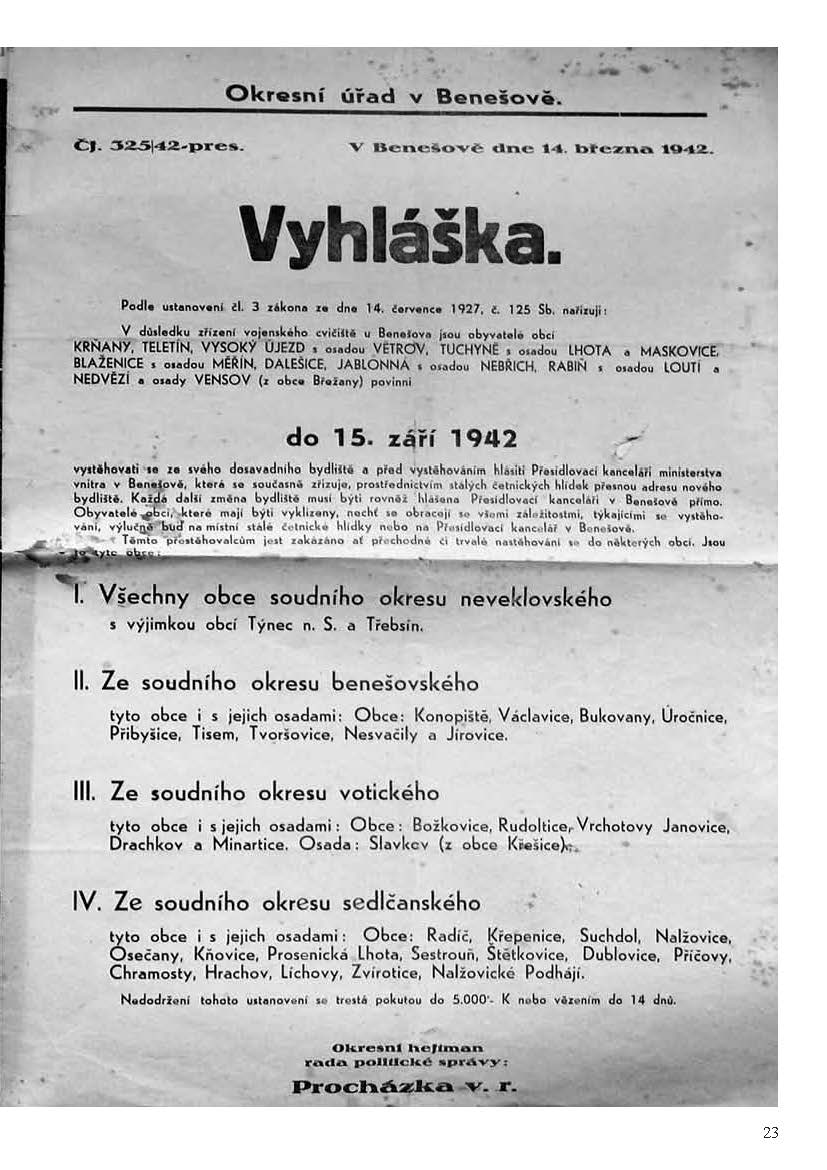 Okresní úřad v Benešově.
Čj. 325|42-pres. V Benešově dne 14. března 1942.
Vyhláška.
Podle ustanovení čl. 3 zákona ze dne 14. července 1927, č. 125 Sb. nařizuji:
V důsledku zřízení vojenského cvičiště u Benešova jsou obyvatelé obcí
KRŇANY, TELETÍN, VYSOKÝ ÚJEZD s osadou VĚTROV, TUCHYNĚ s osadou LHOTA a MASKOVICE,
BLAŽENICE s osadou MĚŘÍN, DALEŠICE, JABLONNÁ s osadou NEBŘICH, RABIŇ s osadou LOUTÍ a
NEDVĚZÍ a osady VENSOV (z obce Břežany) povinni
do 15. září 1942
vystěhovati se ze svého dosavadního bydliště a před vystěhováním hlásiti Přesídlovací kanceláři ministerstva
vnitra v Benešově, která se současně zřizuje, prostřednictvím stálých četnických hlídek přesnou adresu nového
bydliště. Každá další změna bydliště musí býti rovněž hlášena Přesídlovací kanceláři v Benešově přímo.
Obyvatelé obcí, které mají býti vyklizeny, nechť se obracejí se všemi záležitostmi, týkajícími se vystěho-
vání, výlučně buď na místní stálé četnické hlídky nebo na Přesídlovací kancelář v Benešově.
Těmto přestěhovalcům jest zakázáno ať přechodné či trvalé nastěhování se do některých obcí. Jsou
to tyto obce:
I. Všechny obce soudního okresu neveklovského
s výjimkou obcí Týnec n. S. a Třebsín.
II. Ze soudního okresu benešovského
tyto obce i s jejich osadami: Obce: Konopiště, Václavice, Bukovany, Úročnice,
Přibyšice, Tisem, Tvoršovice, Nesvačily a Jírovice.
III. Ze soudního okresu votického
tyto obce i s jejich osadami: Obce: Božkovice, Rudoltice, Vrchotovy Janovice,
Drachkov a Minartice. Osada: Slavkov (z obce Křešice).
IV. Ze soudního okresu sedlčanského
tyto obce i s jejich osadami: Obce: Radíč, Křepenice, Suchdol, Nalžovice,
Osečany, Kňovice, Prosenická Lhota, Sestrouň, Štětkovice, Dublovice, Příčovy,
Chramosty, Hrachov, Líchovy, Zvírotice, Nalžovické Podhájí.
Nedodržení tohoto ustanovení se trestá pokutou do 5.000·- K nebo vězením do 14 dnů.
Okresní hejtman
rada politické správy:
Procházka v. r.
23